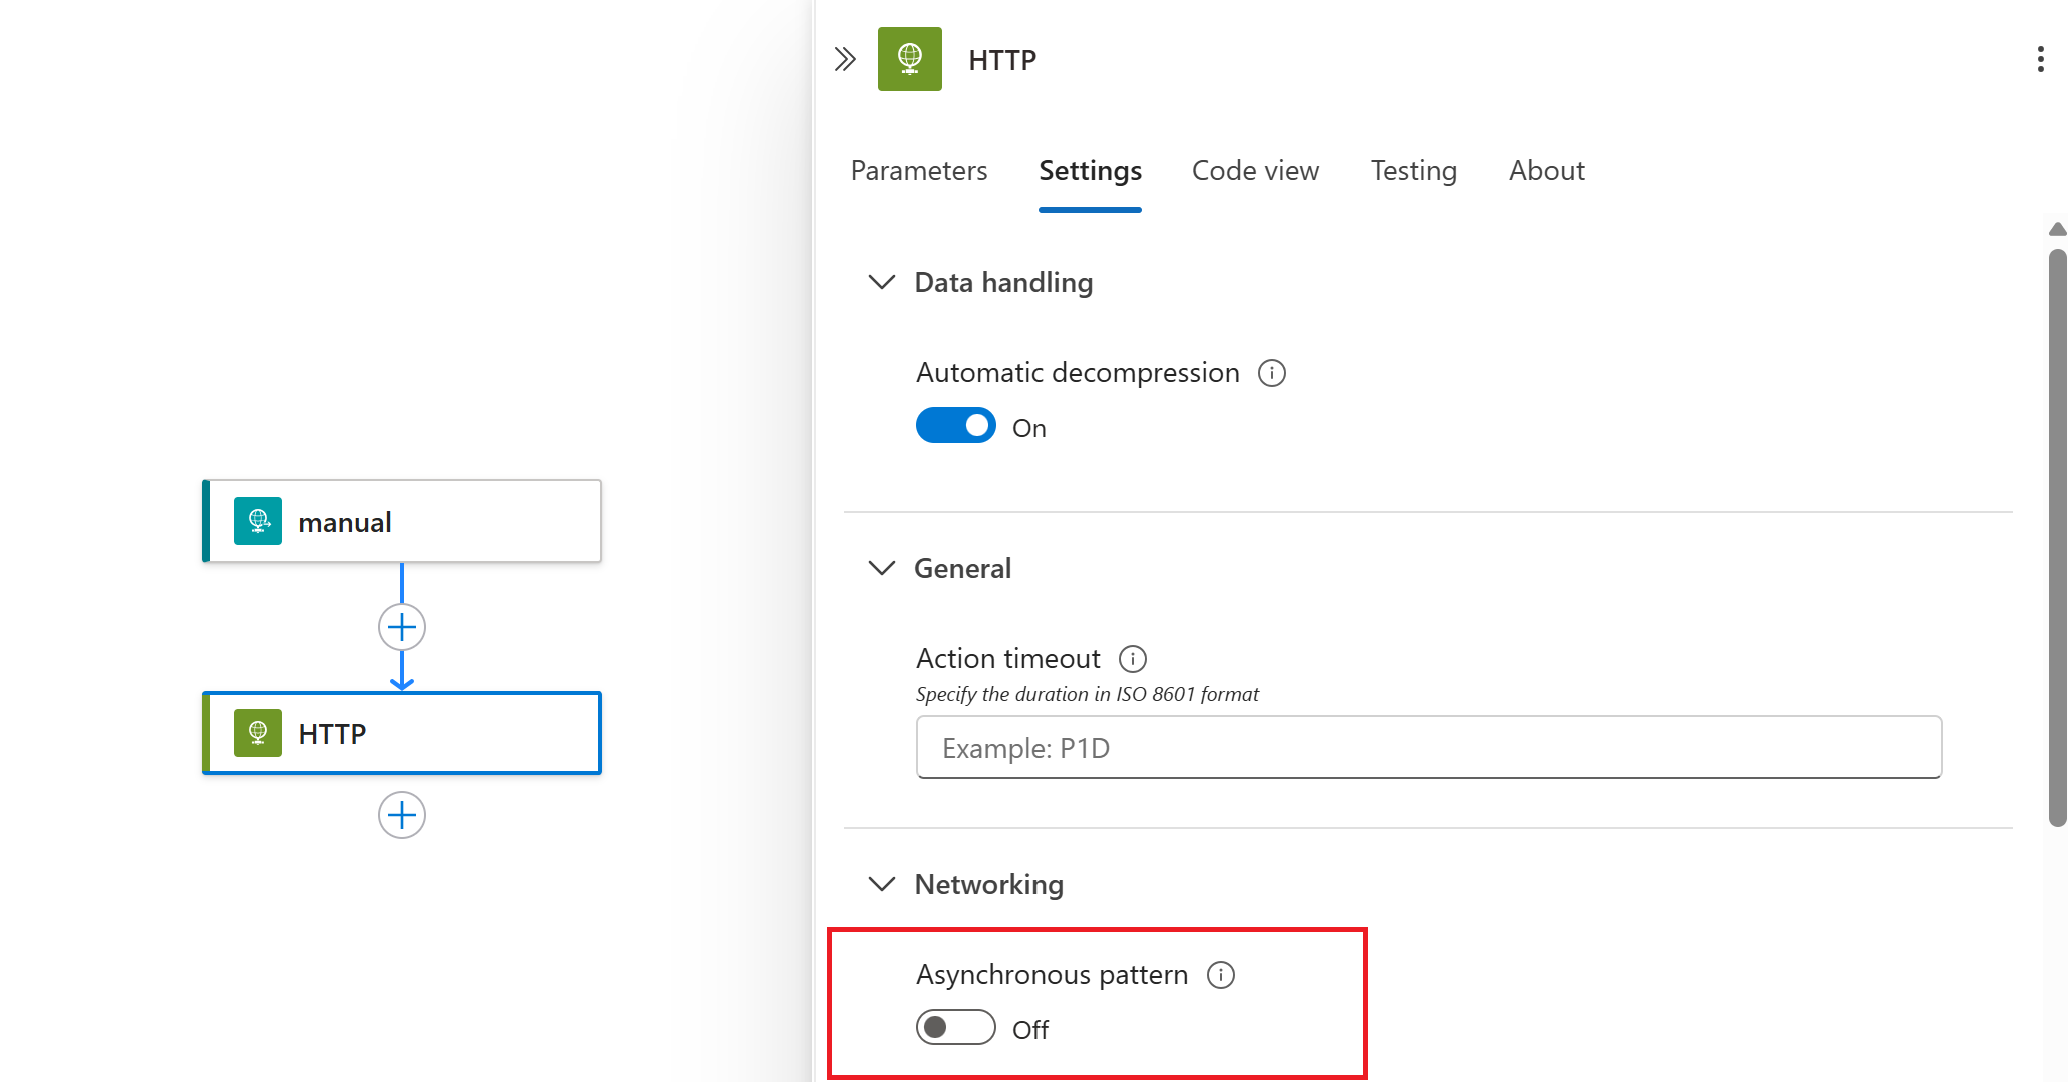 manual
HTTP
HTTP
Parameters Settings Code view Testing About
Data handling
Automatic decompression
On
General
Action timeout
Specify the duration in ISO 8601 format
Example: P1D
Networking
Asynchronous pattern
Off